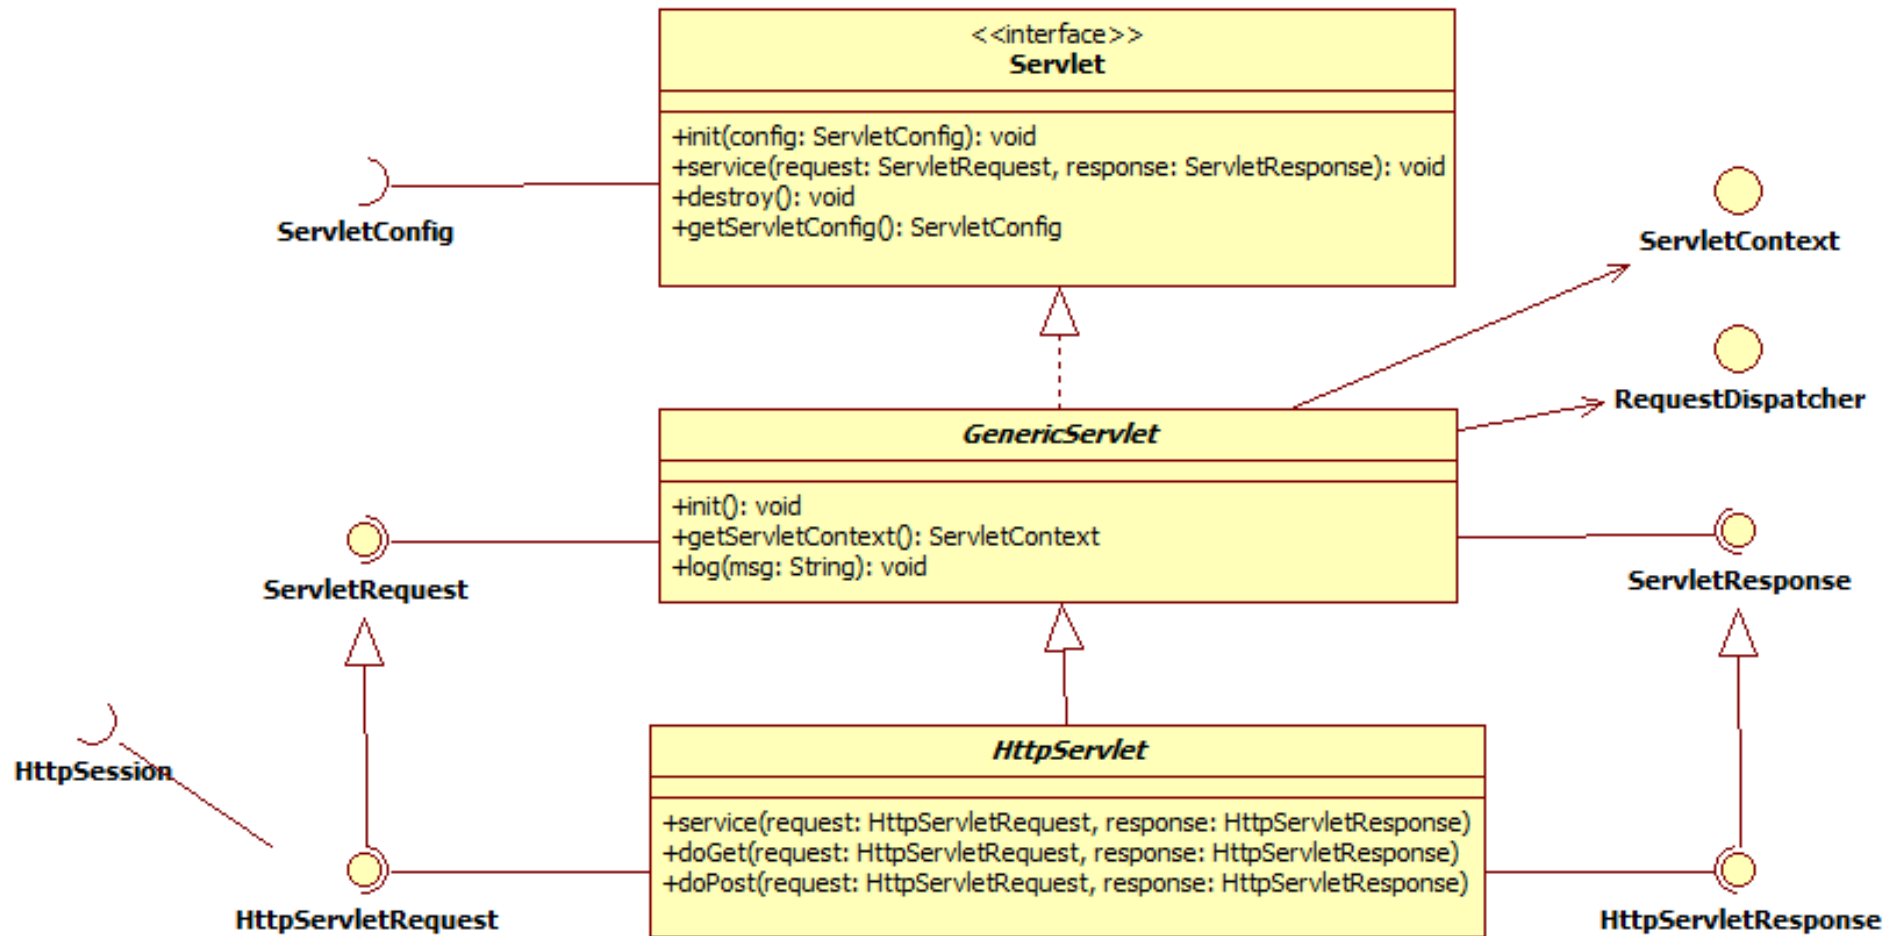 <<interface>>
Servlet
+init(config: ServletConfig): void
+service(request: ServletRequest, response: ServletResponse): void
+destroy(): void
+getServletConfig(): ServletConfig
ServletConfig
ServletContext
RequestDispatcher
GenericServlet
+init(): void
+getServletContext(): ServletContext
+log(msg: String): void
ServletRequest
ServletResponse
HttpSession
HttpServlet
+service(request: HttpServletRequest, response: HttpServletResponse)
+doGet(request: HttpServletRequest, response: HttpServletResponse)
+doPost(request: HttpServletRequest, response: HttpServletResponse)
HttpServletRequest
HttpServletResponse